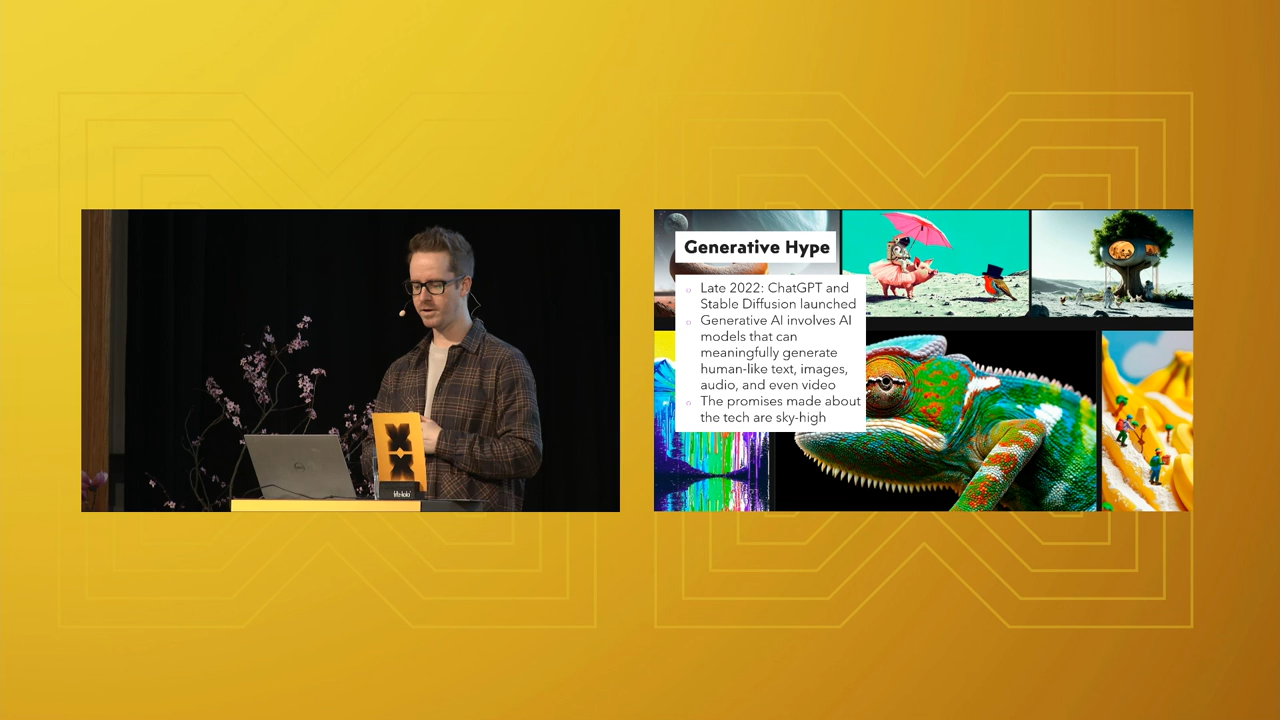 Generative Hype
Late 2022: ChatGPT and
Stable Diffusion launched
Generative AI involves AI
models that can
meaningfully generate
human-like text, images,
audio, and even video
The promises made about
the tech are sky-high